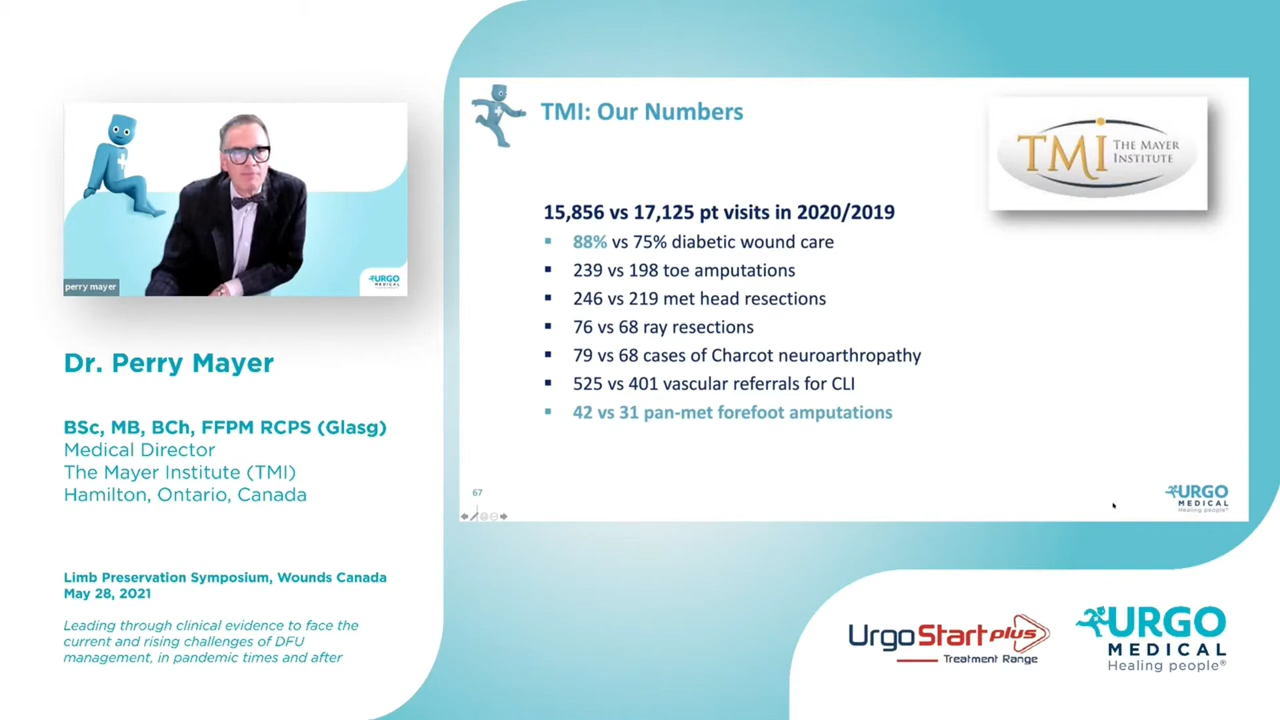 perry mayer
URGO
MEDICAL
Dr. Perry Mayer
BSc, MB, BCh, FFPM RCPS (Glasg)
Medical Director
The Mayer Institute (TMI)
Hamilton, Ontario, Canada
Limb Preservation Symposium, Wounds Canada
May 28, 2021
Leading through clinical evidence to face the
current and rising challenges of DFU
management, in pandemic times and after
TMI: Our Numbers
TMI THE MAYER
INSTITUTE
15,856 vs 17,125 pt visits in 2020/2019
▪ 88% vs 75% diabetic wound care
▪ 239 vs 198 toe amputations
▪ 246 vs 219 met head resections
▪ 76 vs 68 ray resections
▪ 79 vs 68 cases of Charcot neuroarthropathy
▪ 525 vs 401 vascular referrals for CLI
▪ 42 vs 31 pan-met forefoot amputations
67
URGO
MEDICAL
Healing people®
UrgoStart plus
Treatment Range
URGO
MEDICAL
Healing people®